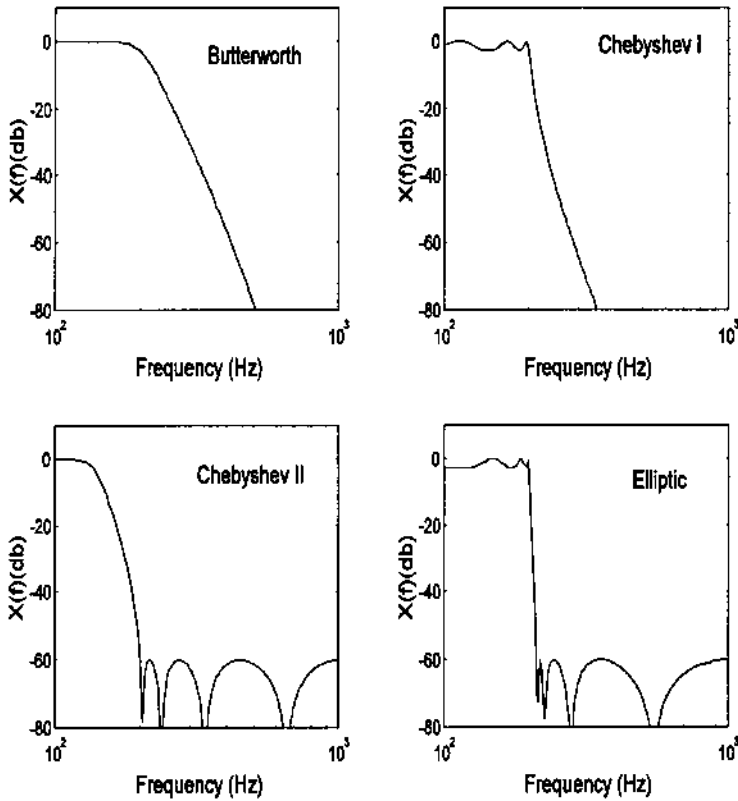 Butterworth
0
-20
-40
-60
-80
X(f)(db)
10²
10³
Frequency (Hz)
Chebyshev I
0
-20
-40
-60
-80
X(f)(db)
10²
10³
Frequency (Hz)
Chebyshev II
0
-20
-40
-60
-80
X(f)(db)
10²
10³
Frequency (Hz)
Elliptic
0
-20
-40
-60
-80
X(f)(db)
10²
10³
Frequency (Hz)